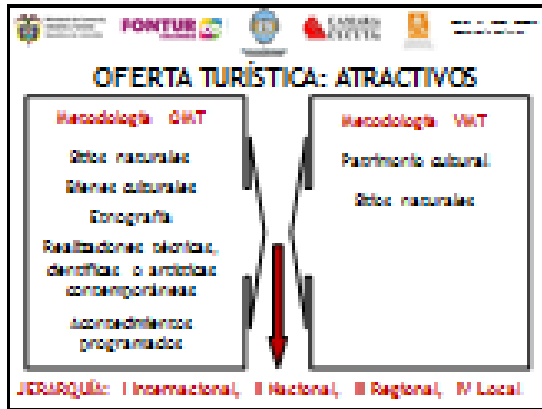 FONTUR
OFERTA TURÍSTICA: ATRACTIVOS
Metodología OMT
Sitios naturales
Bienes culturales
Etnografía
Realizaciones técnicas,
científicas o artísticas
contemporáneas
Acontecimientos
programados
Metodología VMT
Patrimonio cultural
Sitios naturales
JERARQUÍA: I Internacional, II Nacional, III Regional, IV Local